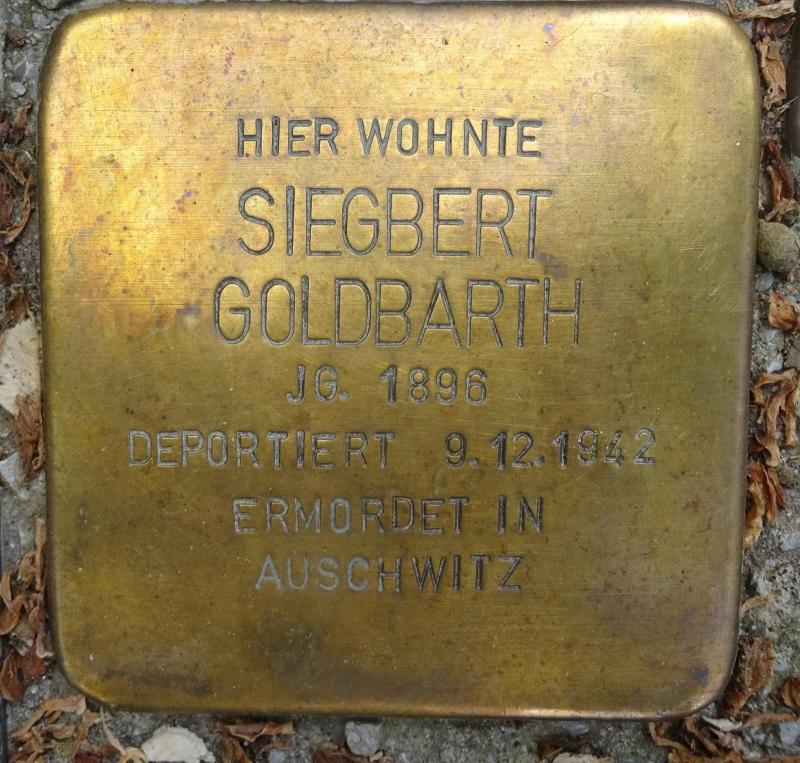 HIER WOHNTE
SIEGBERT
GOLDBARTH
JG. 1896
DEPORTIERT 9.12.1942
ERMORDET IN
AUSCHWITZ